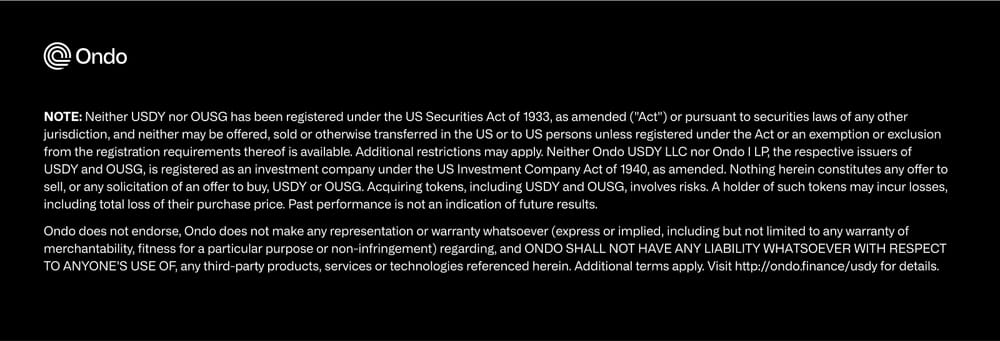 Ondo
NOTE: Neither USDY nor OUSG has been registered under the US Securities Act of 1933, as amended ("Act") or pursuant to securities laws of any other
jurisdiction, and neither may be offered, sold or otherwise transferred in the US or to US persons unless registered under the Act or an exemption or exclusion
from the registration requirements thereof is available. Additional restrictions may apply. Neither Ondo USDY LLC nor Ondo I LP, the respective issuers of
USDY and OUSG, is registered as an investment company under the US Investment Company Act of 1940, as amended. Nothing herein constitutes any offer to
sell, or any solicitation of an offer to buy, USDY or OUSG. Acquiring tokens, including USDY and OUSG, involves risks. A holder of such tokens may incur losses,
including total loss of their purchase price. Past performance is not an indication of future results.
Ondo does not endorse, Ondo does not make any representation or warranty whatsoever (express or implied, including but not limited to any warranty of
merchantability, fitness for a particular purpose or non-infringement) regarding, and ONDO SHALL NOT HAVE ANY LIABILITY WHATSOEVER WITH RESPECT
TO ANYONE'S USE OF, any third-party products, services or technologies referenced herein. Additional terms apply. Visit http://ondo.finance/usdy for details.